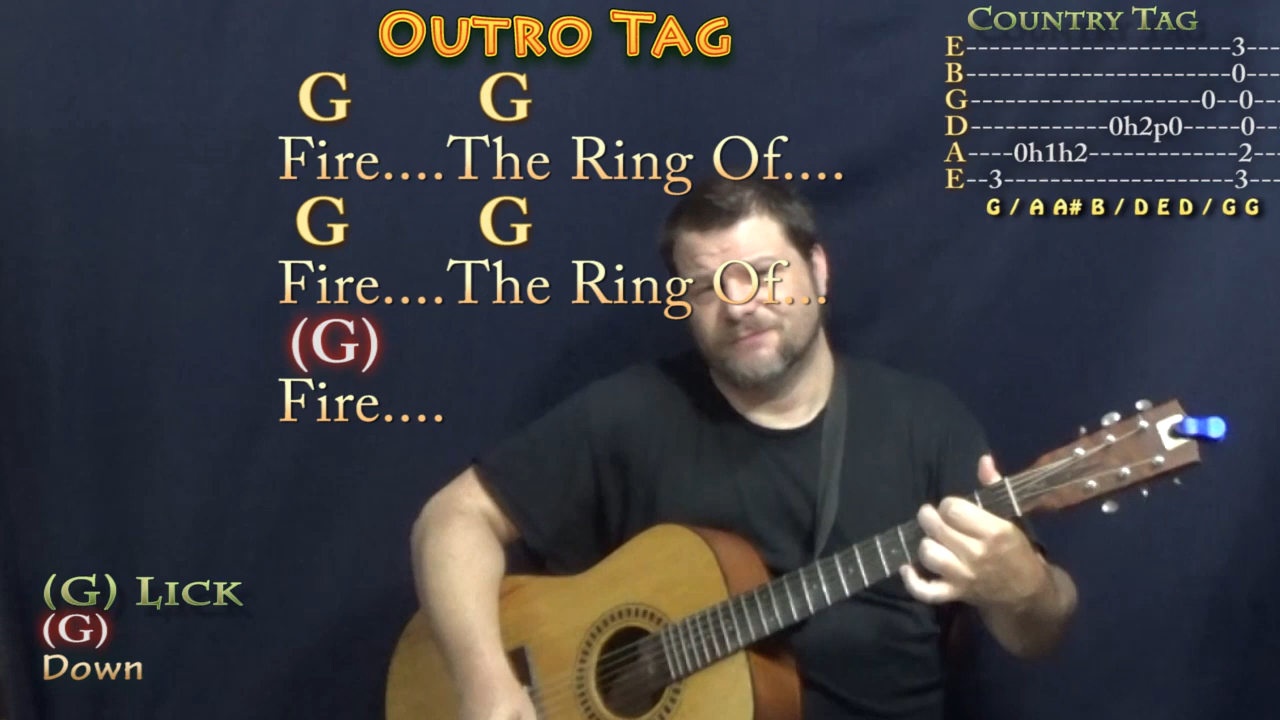 Outro Tag
G G
Fire....The Ring Of....
G G
Fire....The Ring Of...
(G)
Fire....
Country Tag
E--------------------------3---
B--------------------------0---
G-----------------------0--0---
D-------------0h2p0-----0---
A----0h1h2---------------2---
E--3-----------------------3---
G / A A# B / D E D / G G
(G) Lick
(G)
Down